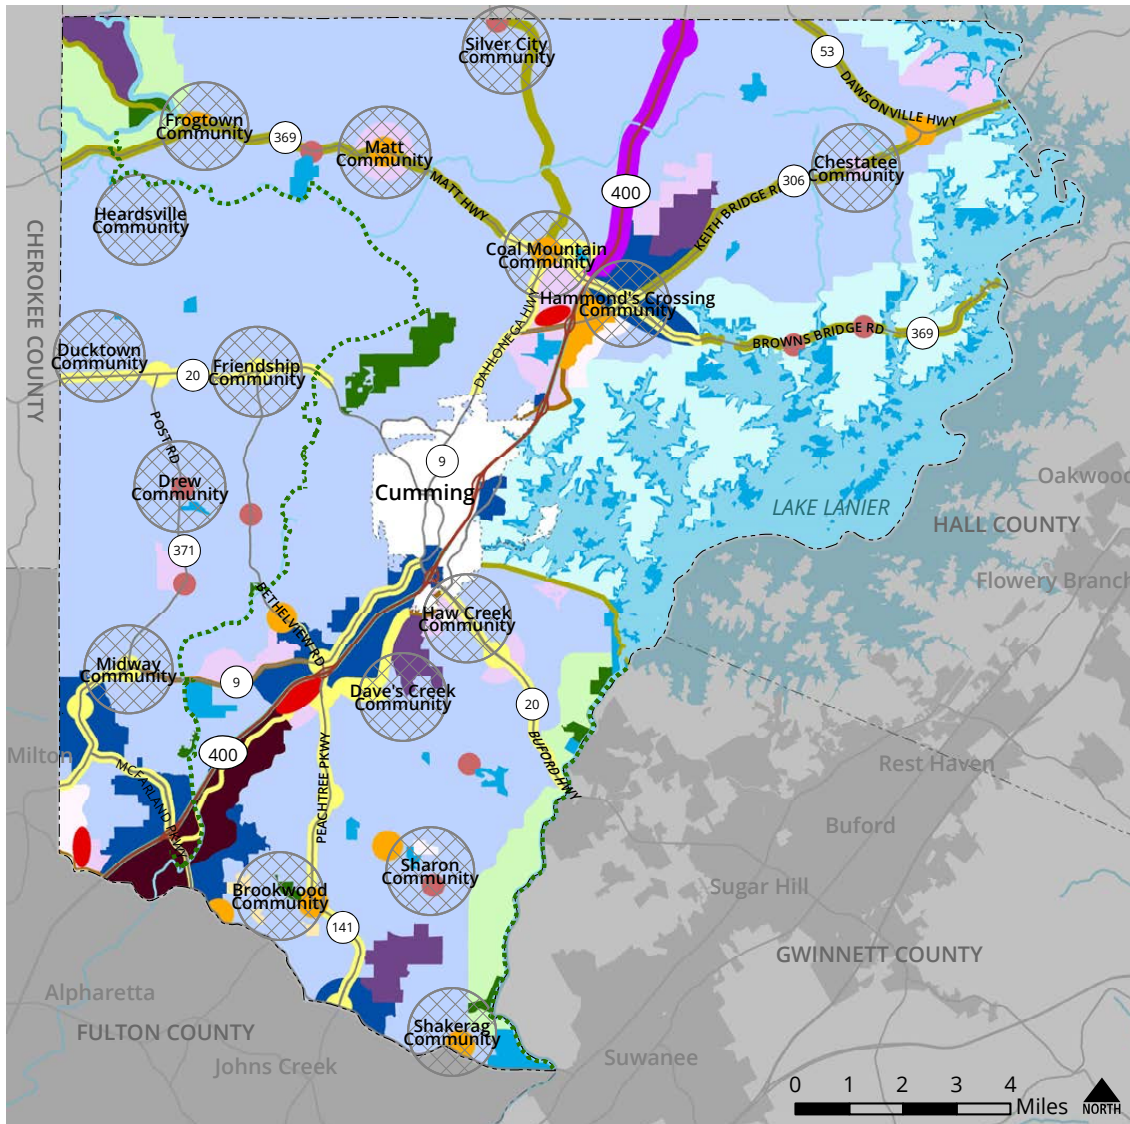 Silver City
Community
53
DAWSONVILLE HWY
Frogtown
Community
369
Matt
Community
Chestatee
Community
306
KEITH BRIDGE RD
400
MATT HWY
Heardsville
Community
CHEROKEE COUNTY
Coal Mountain
Community
Hammond's Crossing
Community
DAHLONEGA HWY
BROWNS BRIDGE RD
369
Ducktown
Community
20
Friendship
Community
POST RD
9
Cumming
Drew
Community
LAKE LANIER
Oakwood
HALL COUNTY
371
Flowery Branch
BETHELVIEW RD
Haw Creek
Community
Midway
Community
9
Dave's Creek
Community
20
400
Milton
MCFARLAND PKWY
PEACHTREE PKWY
BUFORD HWY
Rest Haven
Buford
Sharon
Community
Sugar Hill
Brookwood
Community
141
GWINNETT COUNTY
Alpharetta
FULTON COUNTY
Shakerag
Community
Johns Creek
Suwanee
0 1 2 3 4
Miles
NORTH